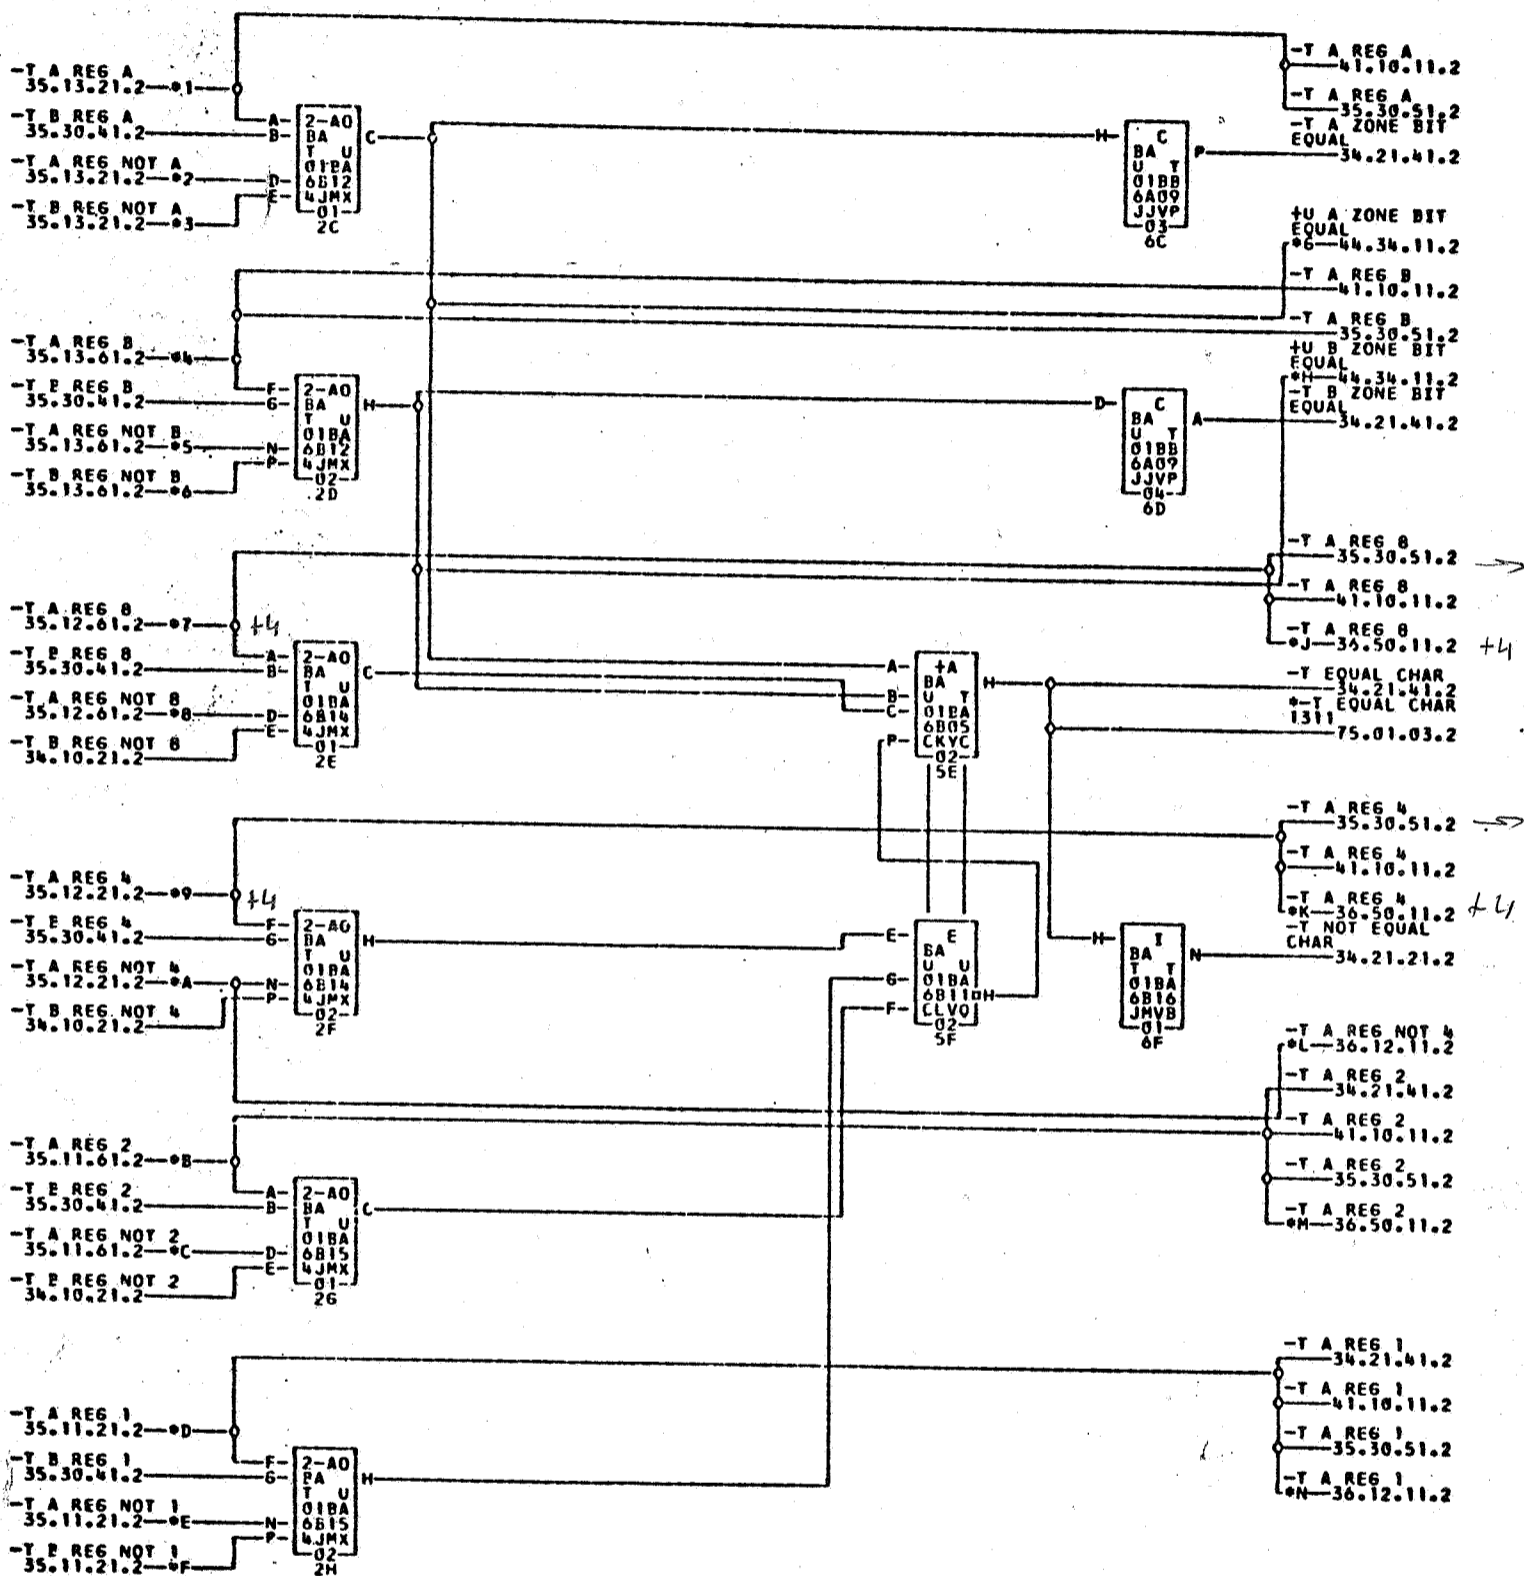 -T A REG A
35.13.21.2 *1
-T B REG A
35.30.41.2
-T A REG NOT A
35.13.21.2 *2
-T B REG NOT A
35.13.21.2 *3
A B D E
2-AO
BA
T U
01BA
6B12
4JMX
01
2C
C
H
C
BA
U T
01BB
6A09
JJVP
03
6C
P
-T A REG A
41.10.11.2
-T A REG A
35.30.51.2
-T A ZONE BIT
EQUAL
34.21.41.2
+U A ZONE BIT
EQUAL
*G 44.34.11.2
-T A REG B
41.10.11.2
-T A REG B
35.30.51.2
+U B ZONE BIT
EQUAL
*H 44.34.11.2
-T B ZONE BIT
EQUAL
34.21.41.2
-T A REG B
35.13.61.2 *4
-T B REG B
35.30.41.2
-T A REG NOT B
35.13.61.2 *5
-T B REG NOT B
35.13.61.2 *6
F G N P
2-AO
BA
T U
01BA
6B12
4JMX
02
2D
H
D
C
BA
U T
01BB
6A09
JJVP
04
6D
A
-T A REG 8
35.12.61.2 *7
+4
-T B REG 8
35.30.41.2
-T A REG NOT 8
35.12.61.2 *8
-T B REG NOT 8
34.10.21.2
A B D E
2-AO
BA
T U
01BA
6B14
4JMX
01
2E
C
A B C P
+A
BA
U T
01BA
6B05
CKYC
02
5E
H
-T A REG 8
35.30.51.2
-T A REG 8
41.10.11.2
-T A REG 8
*J 36.50.11.2 +4
-T EQUAL CHAR
34.21.41.2
*-T EQUAL CHAR
1311
75.01.03.2
-T A REG 4
35.12.21.2 *9
+4
-T B REG 4
35.30.41.2
-T A REG NOT 4
35.12.21.2 *A
-T B REG NOT 4
34.10.21.2
F G N P
2-AO
BA
T U
01BA
6B14
4JMX
02
2F
H
E G F
E
BA
U U
01BA
6B11
CLVO
02
5F
H
H
I
BA
T T
01BA
6B16
JMVB
01
6F
N
-T A REG 4
35.30.51.2
-T A REG 4
41.10.11.2
-T A REG 4
*K 36.50.11.2 +4
-T NOT EQUAL
CHAR
34.21.21.2
-T A REG NOT 4
*L 36.12.11.2
-T A REG 2
34.21.41.2
-T A REG 2
41.10.11.2
-T A REG 2
35.30.51.2
-T A REG 2
*M 36.50.11.2
-T A REG 2
35.11.61.2 *B
-T B REG 2
35.30.41.2
-T A REG NOT 2
35.11.61.2 *C
-T B REG NOT 2
34.10.21.2
A B D E
2-AO
BA
T U
01BA
6B15
4JMX
01
2G
C
-T A REG 1
35.11.21.2 *D
-T B REG 1
35.30.41.2
-T A REG NOT 1
35.11.21.2 *E
-T B REG NOT 1
35.11.21.2 *F
F G N P
2-AO
BA
T U
01BA
6B15
4JMX
02
2H
H
-T A REG 1
34.21.41.2
-T A REG 1
41.10.11.2
-T A REG 1
35.30.51.2
-T A REG 1
*N 36.12.11.2